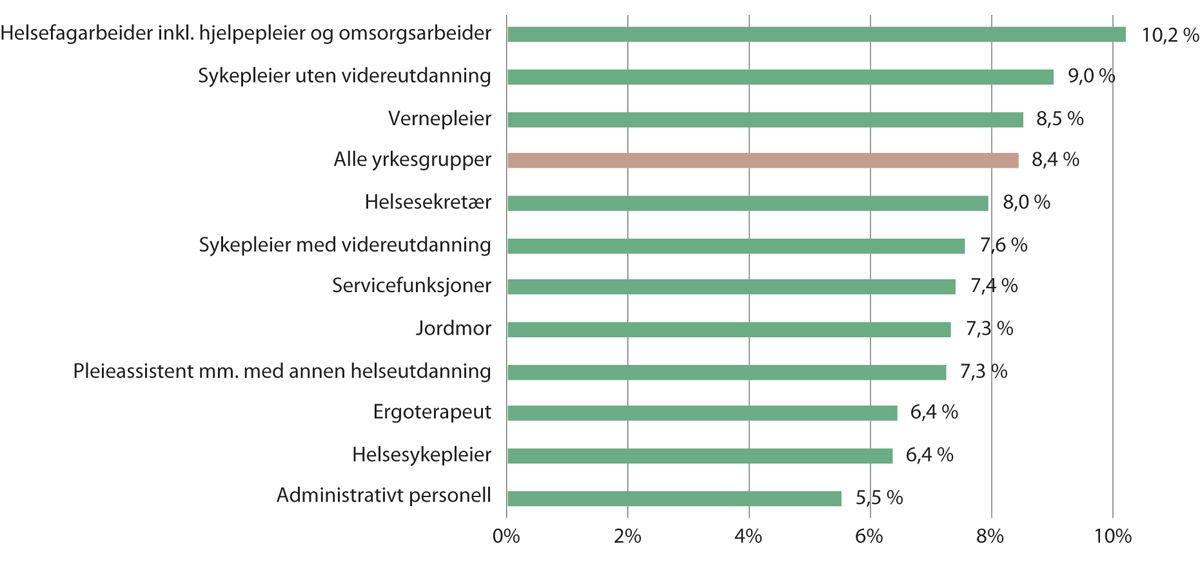 Helsefagarbeider inkl. hjelpepleier og omsorgsarbeider 10,2 %
Sykepleier uten videreutdanning 9,0 %
Vernepleier 8,5 %
Alle yrkesgrupper 8,4 %
Helsesekretær 8,0 %
Sykepleier med videreutdanning 7,6 %
Servicefunksjoner 7,4 %
Jordmor 7,3 %
Pleieassistent mm. med annen helseutdanning 7,3 %
Ergoterapeut 6,4 %
Helsesykepleier 6,4 %
Administrativt personell 5,5 %
0% 2% 4% 6% 8% 10%